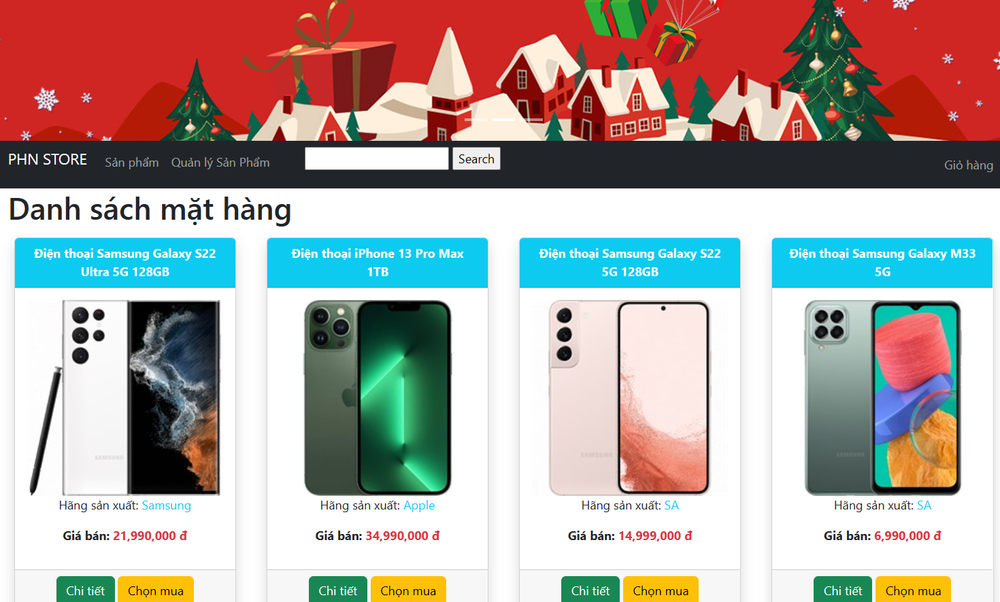 PHN STORE Sản phẩm Quản lý Sản Phẩm Search Giỏ hàng
Danh sách mặt hàng
Điện thoại Samsung Galaxy S22
Ultra 5G 128GB
SAMSUNG
Hãng sản xuất: Samsung
Giá bán: 21,990,000 đ
Chi tiết Chọn mua
Điện thoại iPhone 13 Pro Max
1TB
Hãng sản xuất: Apple
Giá bán: 34,990,000 đ
Chi tiết Chọn mua
Điện thoại Samsung Galaxy S22
5G 128GB
SAMSUNG
Hãng sản xuất: SA
Giá bán: 14,999,000 đ
Chi tiết Chọn mua
Điện thoại Samsung Galaxy M33
5G
SAMSUNG
Hãng sản xuất: SA
Giá bán: 6,990,000 đ
Chi tiết Chọn mua